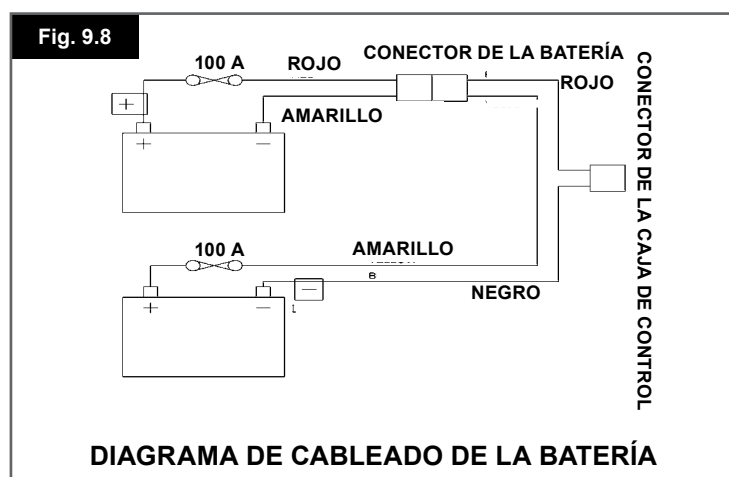 Fig. 9.8
100 A
ROJO
CONECTOR DE LA BATERÍA
ROJO
+
AMARILLO
+ −
CONECTOR DE LA CAJA DE CONTROL
100 A
AMARILLO
NEGRO
−
+ −
DIAGRAMA DE CABLEADO DE LA BATERÍA